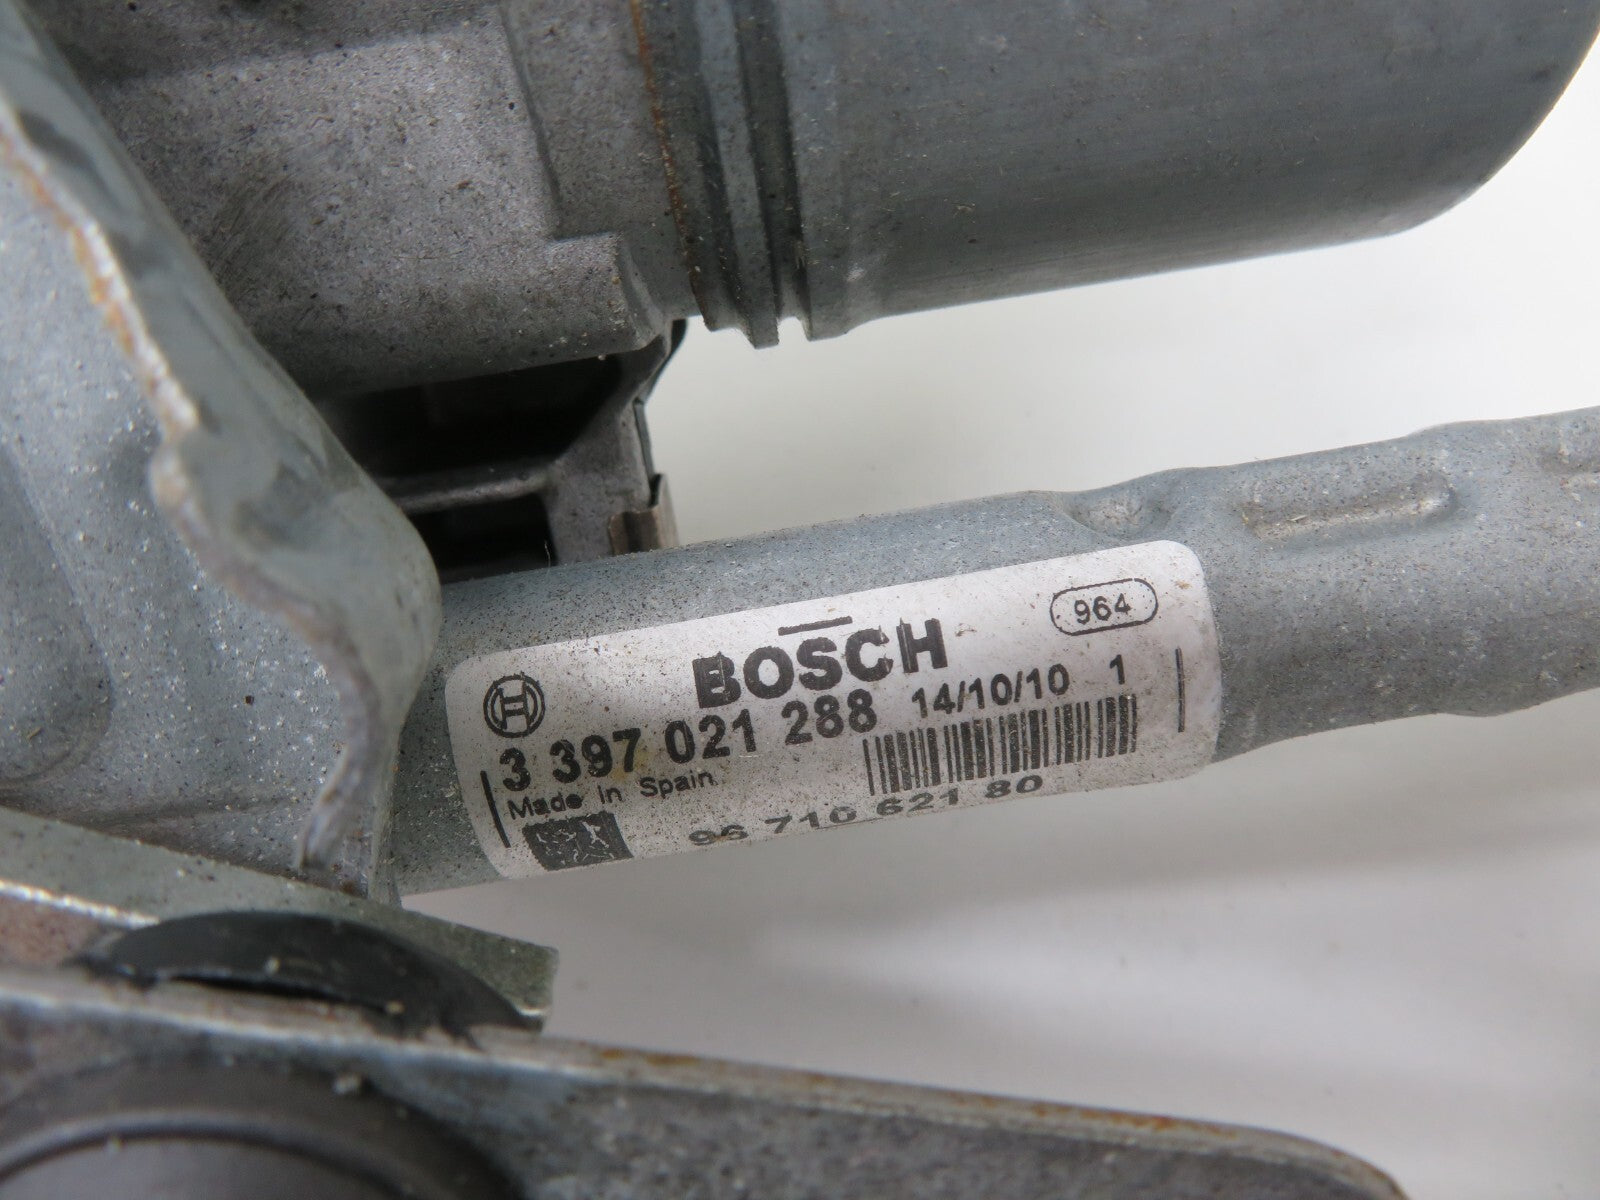 964
BOSCH
3 397 021 288 14/10/10 1
Made In Spain
96 710 621 80